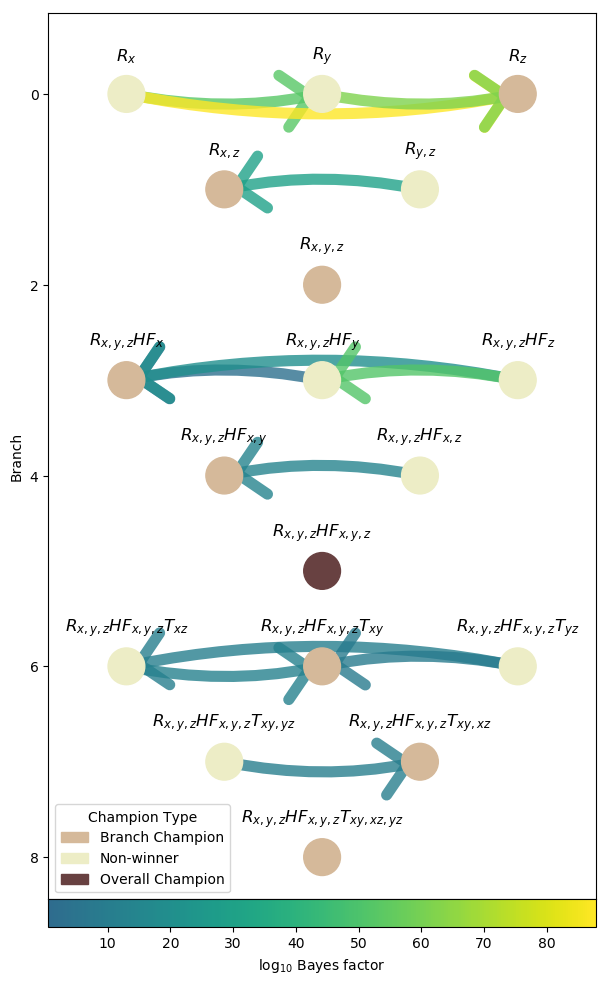 R_x R_y R_z
0
R_{x,z} R_{y,z}
R_{x,y,z}
2
R_{x,y,z}HF_x R_{x,y,z}HF_y R_{x,y,z}HF_z
R_{x,y,z}HF_{x,y} R_{x,y,z}HF_{x,z}
Branch
4
R_{x,y,z}HF_{x,y,z}
R_{x,y,z}HF_{x,y,z}T_{xz} R_{x,y,z}HF_{x,y,z}T_{xy} R_{x,y,z}HF_{x,y,z}T_{yz}
6
R_{x,y,z}HF_{x,y,z}T_{xy,yz} R_{x,y,z}HF_{x,y,z}T_{xy,xz}
R_{x,y,z}HF_{x,y,z}T_{xy,xz,yz}
Champion Type
Branch Champion
Non-winner
Overall Champion
8
10 20 30 40 50 60 70 80
log_{10} Bayes factor